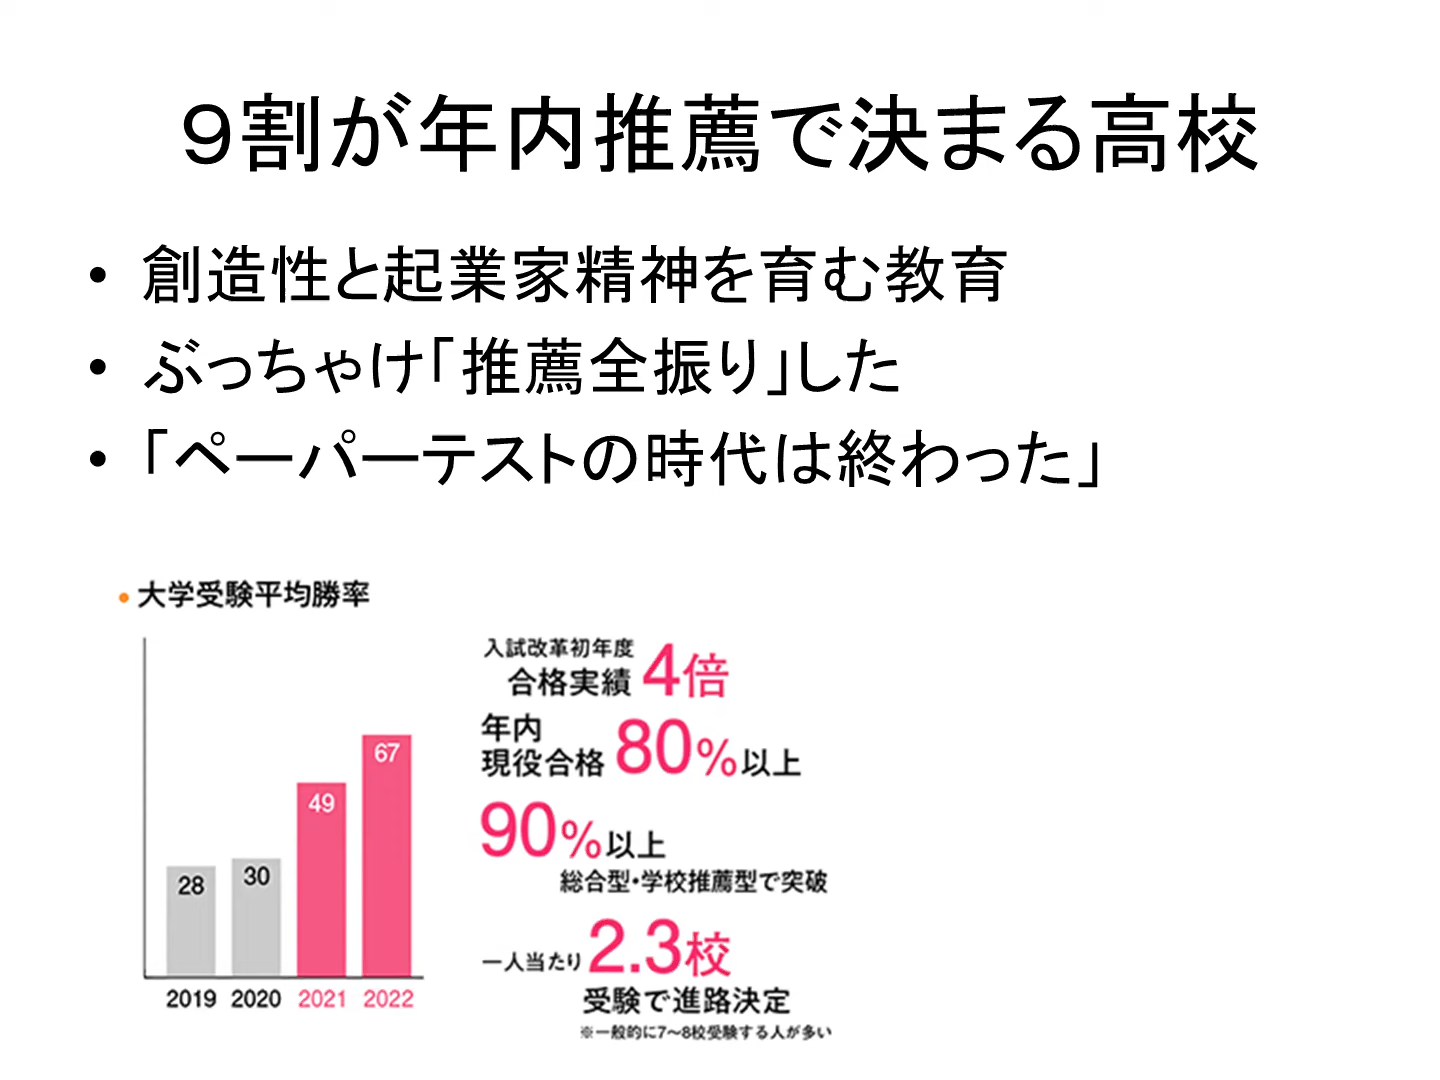 ９割が年内推薦で決まる高校
• 創造性と起業家精神を育む教育
• ぶっちゃけ「推薦全振り」した
• 「ペーパーテストの時代は終わった」
• 大学受験平均勝率
28
30
49
67
2019 2020 2021 2022
入試改革初年度
合格実績 4倍
年内
現役合格 80%以上
90%以上
総合型・学校推薦型で突破
一人当たり 2.3校
受験で進路決定
※一般的に7〜8校受験する人が多い